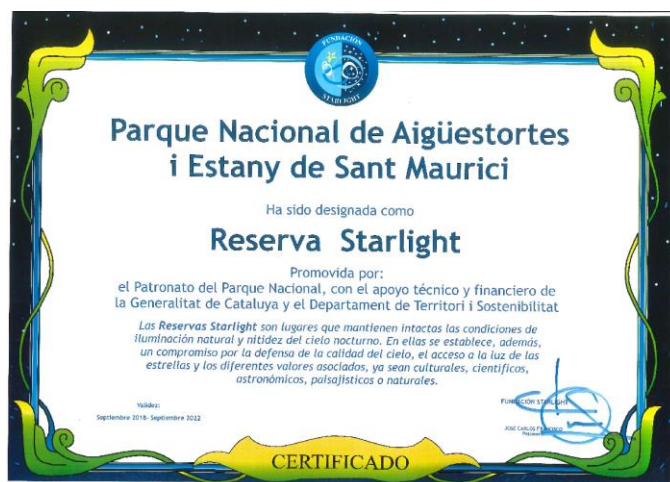 FUNDACIÓN
STARLIGHT
Parque Nacional de Aigüestortes
i Estany de Sant Maurici
Ha sido designada como
Reserva Starlight
Promovida por:
el Patronato del Parque Nacional, con el apoyo técnico y financiero de
la Generalitat de Cataluya y el Departament de Territori i Sostenibilitat
Las Reservas Starlight son lugares que mantienen intactas las condiciones de
iluminación natural y nitidez del cielo nocturno. En ellas se establece, además,
un compromiso por la defensa de la calidad del cielo, el acceso a la luz de las
estrellas y los diferentes valores asociados, ya sean culturales, científicos,
astronómicos, paisajísticos o naturales.
Validez:
Septiembre 2018- Septiembre 2022
FUNDACIÓN STARLIGHT
JOSÉ CARLOS
CERTIFICADO